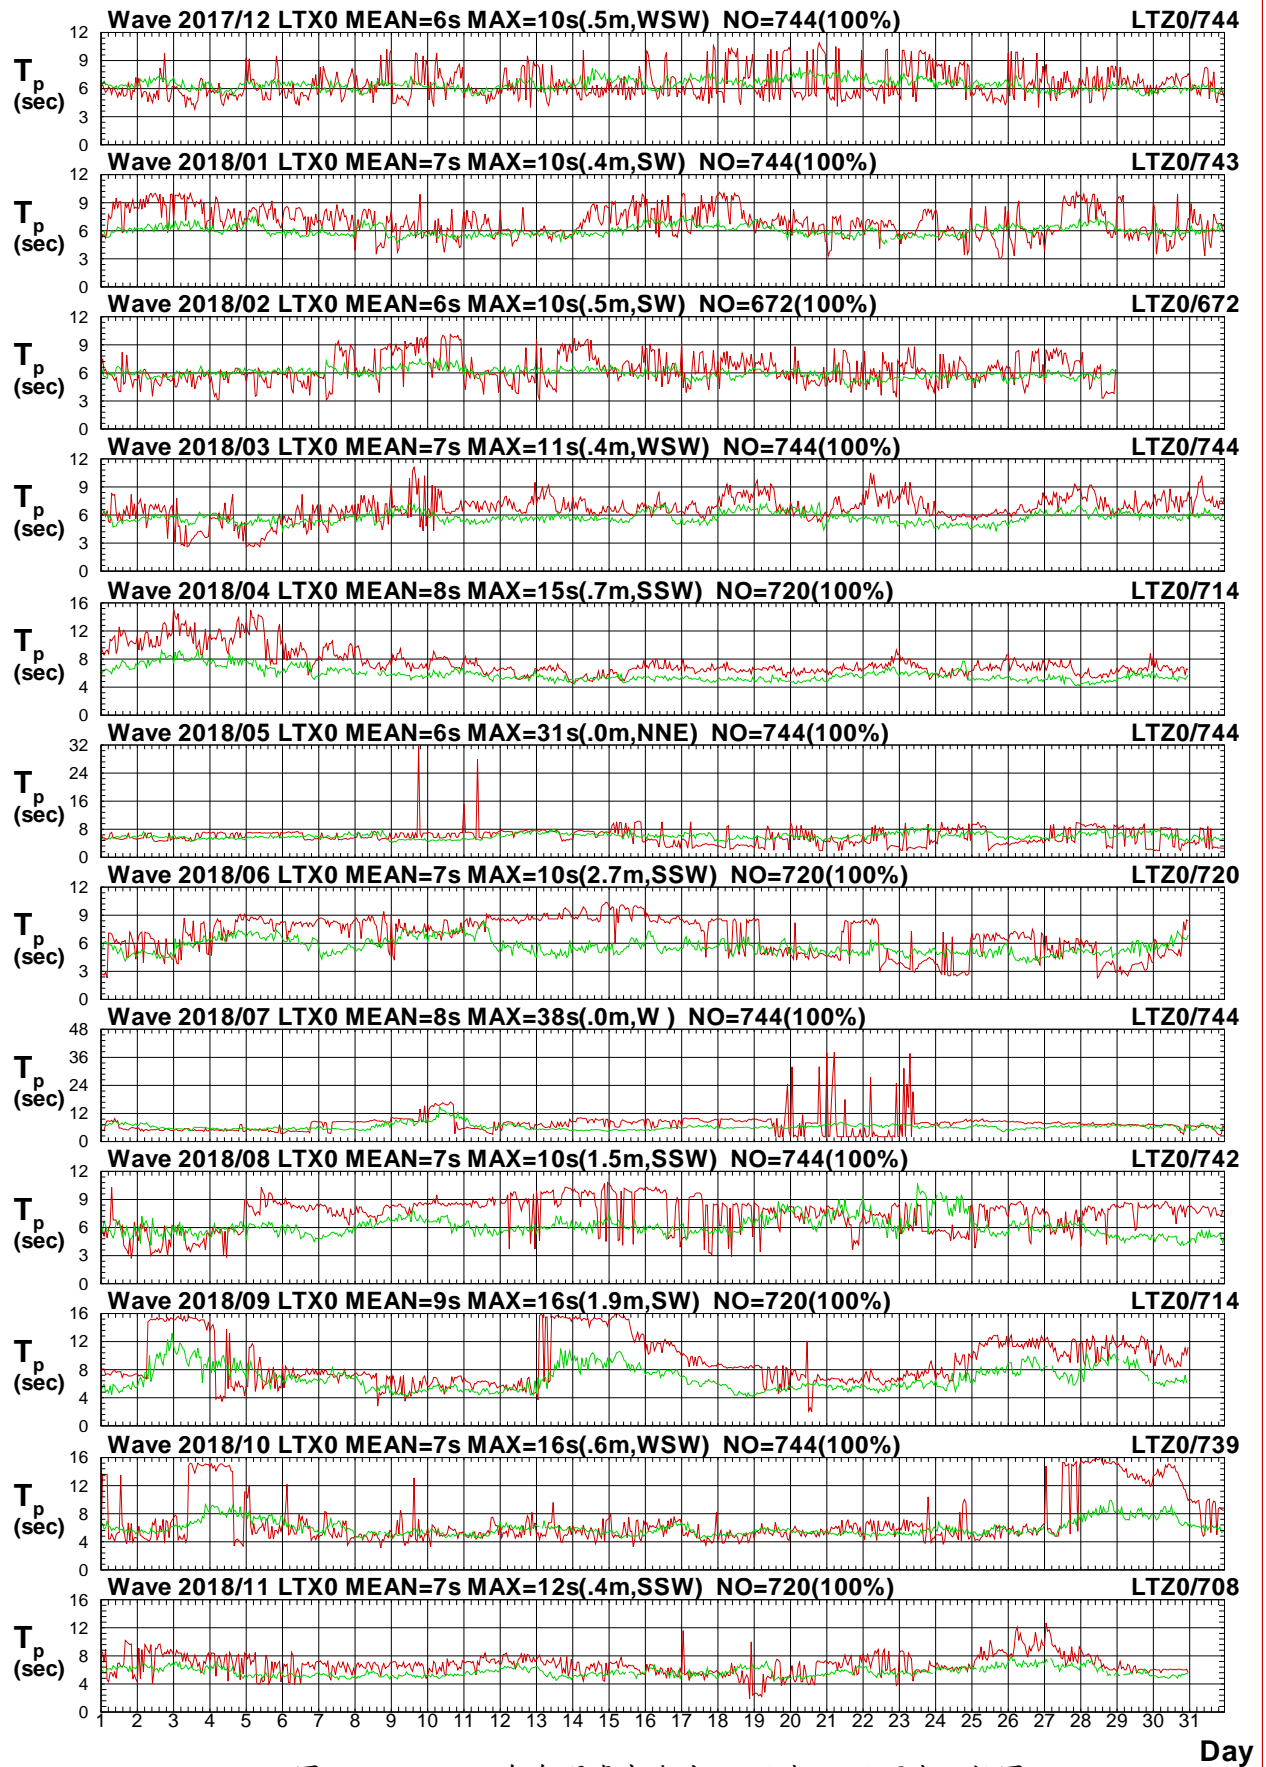 Wave 2017/12 LTX0 MEAN=6s MAX=10s(.5m,WSW) NO=744(100%) LTZ0/744
12
9
6
3
0
Tp
(sec)
Wave 2018/01 LTX0 MEAN=7s MAX=10s(.4m,SW) NO=744(100%) LTZ0/743
12
9
6
3
0
Tp
(sec)
Wave 2018/02 LTX0 MEAN=6s MAX=10s(.5m,SW) NO=672(100%) LTZ0/672
12
9
6
3
0
Tp
(sec)
Wave 2018/03 LTX0 MEAN=7s MAX=11s(.4m,WSW) NO=744(100%) LTZ0/744
12
9
6
3
0
Tp
(sec)
Wave 2018/04 LTX0 MEAN=8s MAX=15s(.7m,SSW) NO=720(100%) LTZ0/714
16
12
8
4
0
Tp
(sec)
Wave 2018/05 LTX0 MEAN=6s MAX=31s(.0m,NNE) NO=744(100%) LTZ0/744
32
24
16
8
0
Tp
(sec)
Wave 2018/06 LTX0 MEAN=7s MAX=10s(2.7m,SSW) NO=720(100%) LTZ0/720
12
9
6
3
0
Tp
(sec)
Wave 2018/07 LTX0 MEAN=8s MAX=38s(.0m,W ) NO=744(100%) LTZ0/744
48
36
24
12
0
Tp
(sec)
Wave 2018/08 LTX0 MEAN=7s MAX=10s(1.5m,SSW) NO=744(100%) LTZ0/742
12
9
6
3
0
Tp
(sec)
Wave 2018/09 LTX0 MEAN=9s MAX=16s(1.9m,SW) NO=720(100%) LTZ0/714
16
12
8
4
0
Tp
(sec)
Wave 2018/10 LTX0 MEAN=7s MAX=16s(.6m,WSW) NO=744(100%) LTZ0/739
16
12
8
4
0
Tp
(sec)
Wave 2018/11 LTX0 MEAN=7s MAX=12s(.4m,SSW) NO=720(100%) LTZ0/708
16
12
8
4
0
Tp
(sec)
1 2 3 4 5 6 7 8 9 10 11 12 13 14 15 16 17 18 19 20 21 22 23 24 25 26 27 28 29 30 31
Day